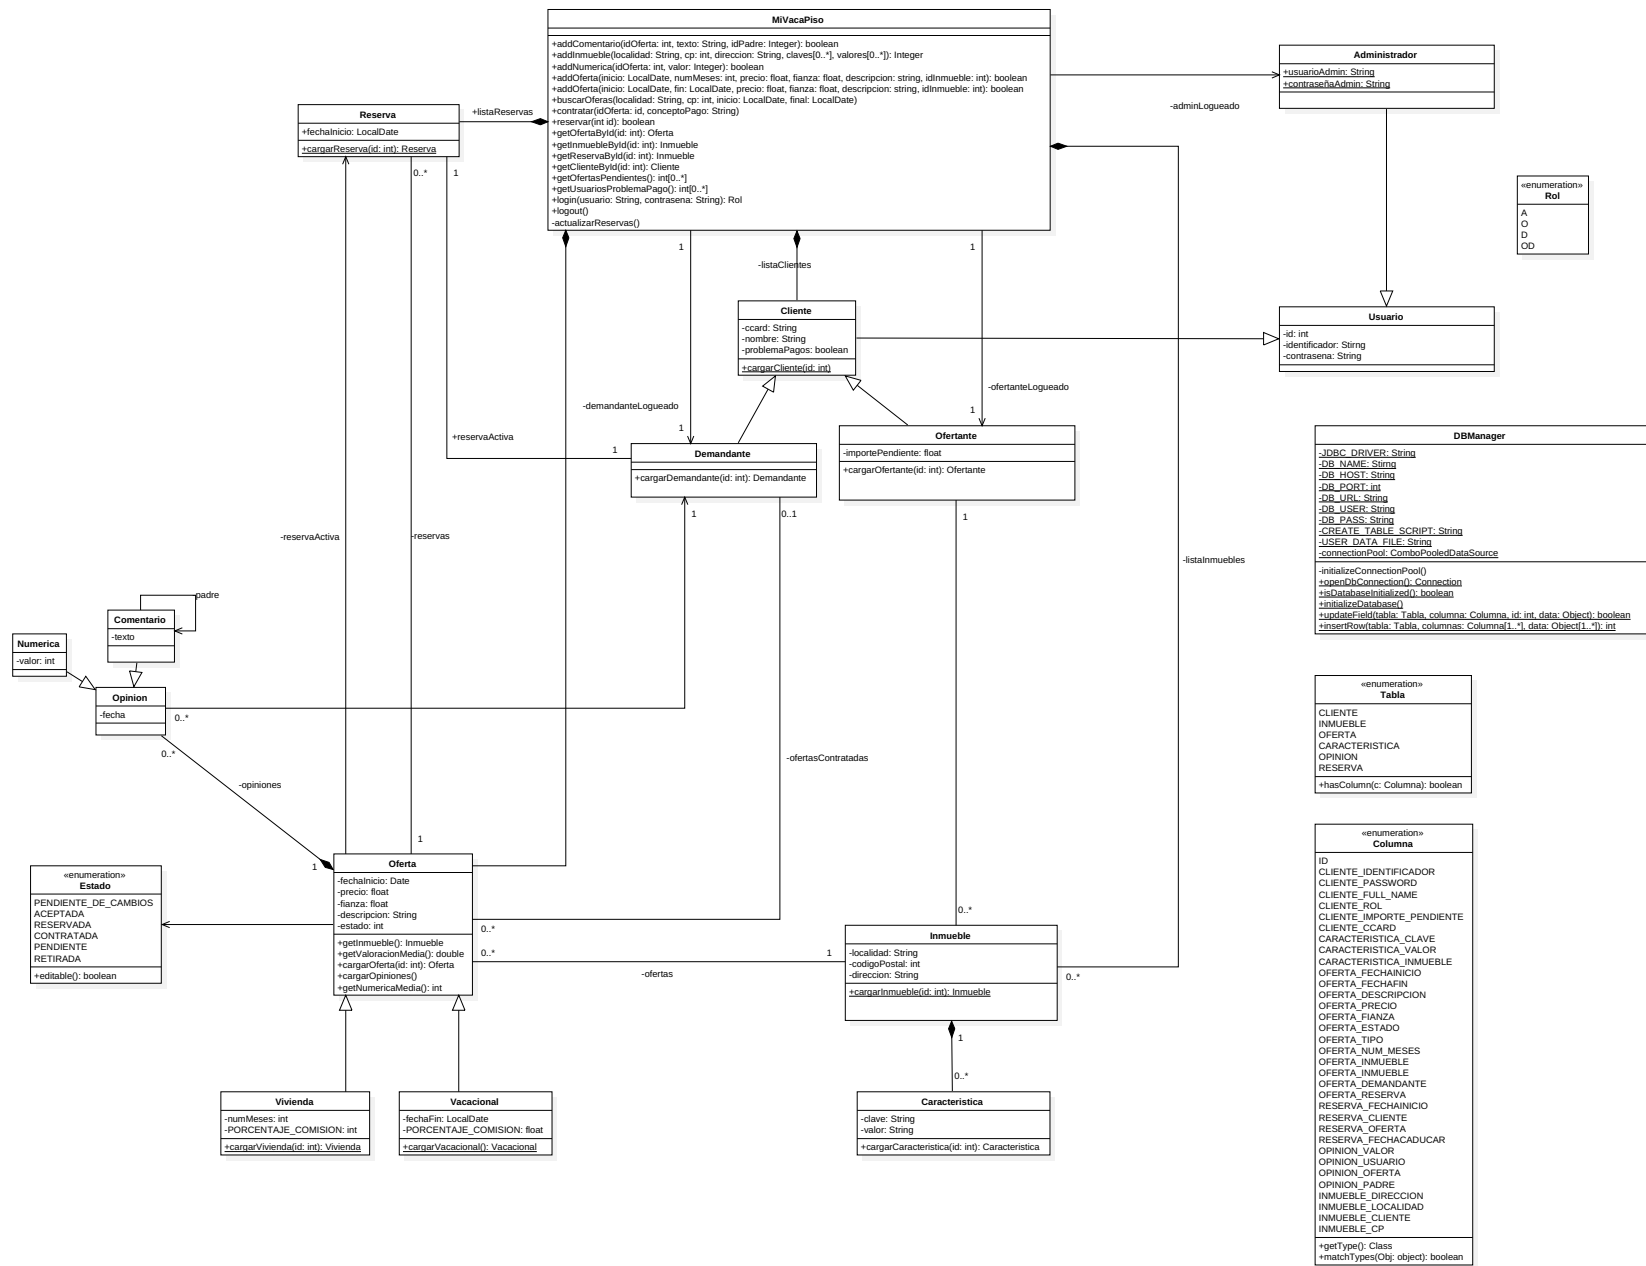 MiVacaPiso
+addComentario(idOferta: int, texto: String, idPadre: Integer): boolean
+addInmueble(localidad: String, cp: int, direccion: String, claves[0..*], valores[0..*]): Integer
+addNumerica(idOferta: int, valor: Integer): boolean
+addOferta(inicio: LocalDate, numMeses: int, precio: float, fianza: float, descripcion: string, idInmueble: int): boolean
+addOferta(inicio: LocalDate, fin: LocalDate, precio: float, fianza: float, descripcion: string, idInmueble: int): boolean
+buscarOferas(localidad: String, cp: int, inicio: LocalDate, final: LocalDate)
+contratar(idOferta: id, conceptoPago: String)
+reservar(int id): boolean
+getOfertaById(id: int): Oferta
+getInmuebleById(id: int): Inmueble
+getReservaById(id: int): Inmueble
+getClienteById(id: int): Cliente
+getOfertasPendientes(): int[0..*]
+getUsuariosProblemaPago(): int[0..*]
+login(usuario: String, contrasena: String): Rol
+logout()
-actualizarReservas()
Administrador
+usuarioAdmin: String
+contraseñaAdmin: String
-adminLogueado
+listaReservas
Reserva
+fechaInicio: LocalDate
+cargarReserva(id: int): Reserva
0..*
1
«enumeration»
Rol
A
O
D
OD
1
1
-listaClientes
Cliente
-ccard: String
-nombre: String
-problemaPagos: boolean
+cargarCliente(id: int)
Usuario
-id: int
-identificador: Stirng
-contrasena: String
-demandanteLogueado
1
-ofertanteLogueado
1
+reservaActiva
1
Demandante
+cargarDemandante(id: int): Demandante
1
0..1
Ofertante
-importePendiente: float
+cargarOfertante(id: int): Ofertante
1
DBManager
-JDBC_DRIVER: String
-DB_NAME: Stirng
-DB_HOST: String
-DB_PORT: int
-DB_URL: String
-DB_USER: String
-DB_PASS: String
-CREATE_TABLE_SCRIPT: String
-USER_DATA_FILE: String
-connectionPool: ComboPooledDataSource
-initializeConnectionPool()
+openDbConnection(): Connection
+isDatabaseInitialized(): boolean
+initializeDatabase()
+updateField(tabla: Tabla, columna: Columna, id: int, data: Object): boolean
+insertRow(tabla: Tabla, columnas: Columna[1..*], data: Object[1..*]): int
-reservaActiva
-reservas
-listaInmuebles
-padre
Comentario
-texto
Numerica
-valor: int
Opinion
-fecha
0..*
0..*
-opiniones
1
-ofertasContratadas
«enumeration»
Tabla
CLIENTE
INMUEBLE
OFERTA
CARACTERISTICA
OPINION
RESERVA
+hasColumn(c: Columna): boolean
1
Oferta
-fechaInicio: Date
-precio: float
-fianza: float
-descripcion: String
-estado: int
+getInmueble(): Inmueble
+getValoracionMedia(): double
+cargarOferta(id: int): Oferta
+cargarOpiniones()
+getNumericaMedia(): int
0..*
0..*
-ofertas
1
«enumeration»
Estado
PENDIENTE_DE_CAMBIOS
ACEPTADA
RESERVADA
CONTRATADA
PENDIENTE
RETIRADA
+editable(): boolean
0..*
Inmueble
-localidad: String
-codigoPostal: int
-direccion: String
+cargarInmueble(id: int): Inmueble
0..*
1
0..*
Vivienda
-numMeses: int
-PORCENTAJE_COMISION: int
+cargarVivienda(id: int): Vivienda
Vacacional
-fechaFin: LocalDate
-PORCENTAJE_COMISION: float
+cargarVacacional(): Vacacional
Caracteristica
-clave: String
-valor: String
+cargarCaracteristica(id: int): Caracteristica
«enumeration»
Columna
ID
CLIENTE_IDENTIFICADOR
CLIENTE_PASSWORD
CLIENTE_FULL_NAME
CLIENTE_ROL
CLIENTE_IMPORTE_PENDIENTE
CLIENTE_CCARD
CARACTERISTICA_CLAVE
CARACTERISTICA_VALOR
CARACTERISTICA_INMUEBLE
OFERTA_FECHAINICIO
OFERTA_FECHAFIN
OFERTA_DESCRIPCION
OFERTA_PRECIO
OFERTA_FIANZA
OFERTA_ESTADO
OFERTA_TIPO
OFERTA_NUM_MESES
OFERTA_INMUEBLE
OFERTA_INMUEBLE
OFERTA_DEMANDANTE
OFERTA_RESERVA
RESERVA_FECHAINICIO
RESERVA_CLIENTE
RESERVA_OFERTA
RESERVA_FECHACADUCAR
OPINION_VALOR
OPINION_USUARIO
OPINION_OFERTA
OPINION_PADRE
INMUEBLE_DIRECCION
INMUEBLE_LOCALIDAD
INMUEBLE_CLIENTE
INMUEBLE_CP
+getType(): Class
+matchTypes(Obj: object): boolean